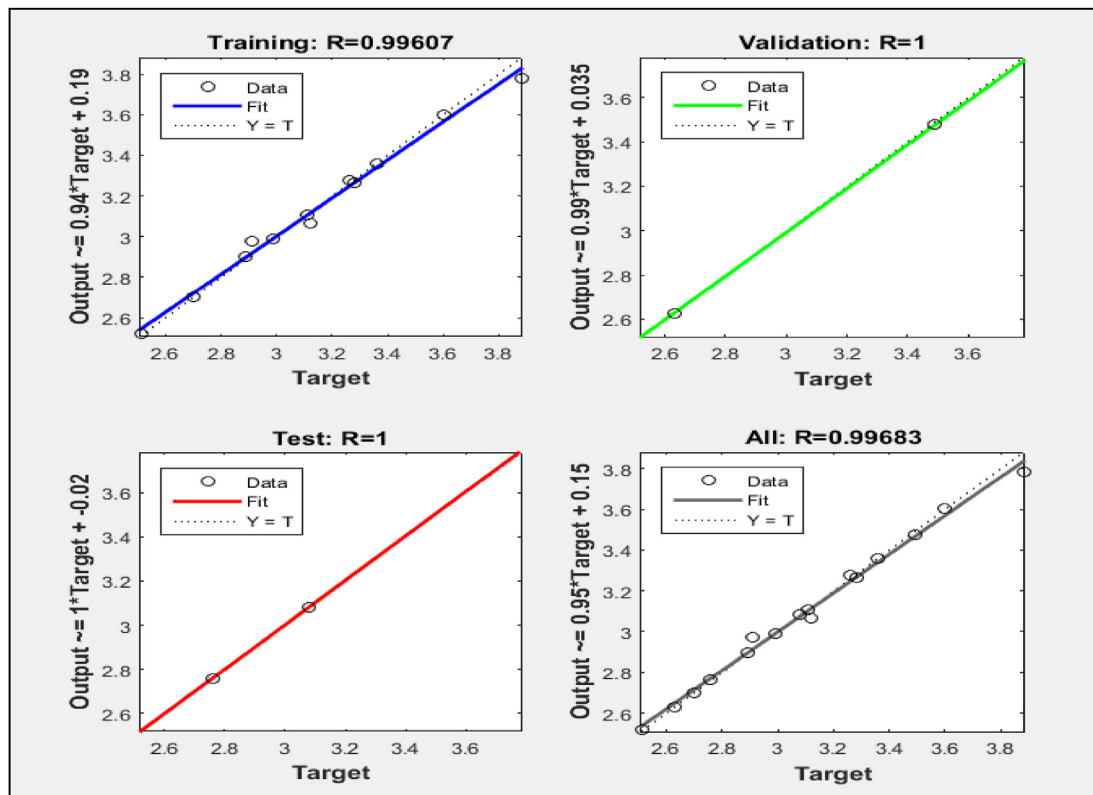 Training: R=0.99607
Output ~= 0.94*Target + 0.19
3.8
3.6
3.4
3.2
3
2.8
2.6
Data
Fit
Y = T
2.6 2.8 3 3.2 3.4 3.6 3.8
Target
Validation: R=1
Output ~= 0.99*Target + 0.035
3.6
3.4
3.2
3
2.8
2.6
Data
Fit
Y = T
2.6 2.8 3 3.2 3.4 3.6
Target
Test: R=1
Output ~= 1*Target + -0.02
3.6
3.4
3.2
3
2.8
2.6
Data
Fit
Y = T
2.6 2.8 3 3.2 3.4 3.6
Target
All: R=0.99683
Output ~= 0.95*Target + 0.15
3.8
3.6
3.4
3.2
3
2.8
2.6
Data
Fit
Y = T
2.6 2.8 3 3.2 3.4 3.6 3.8
Target